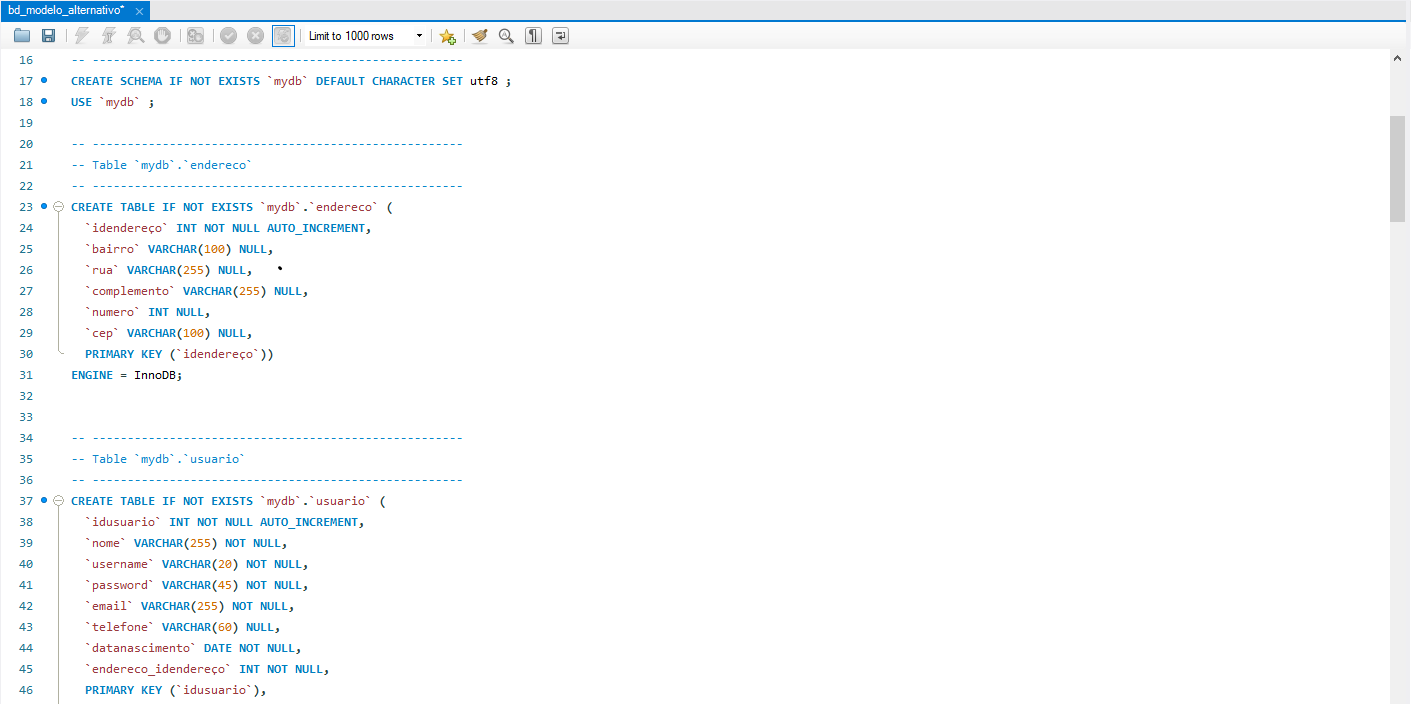 bd_modelo_alternativo*
Limit to 1000 rows
16 -- -----------------------------------------------------
17 CREATE SCHEMA IF NOT EXISTS `mydb` DEFAULT CHARACTER SET utf8 ;
18 USE `mydb` ;
19
20 -- -----------------------------------------------------
21 -- Table `mydb`.`endereco`
22 -- -----------------------------------------------------
23 CREATE TABLE IF NOT EXISTS `mydb`.`endereco` (
24 `idendereço` INT NOT NULL AUTO_INCREMENT,
25 `bairro` VARCHAR(100) NULL,
26 `rua` VARCHAR(255) NULL,
27 `complemento` VARCHAR(255) NULL,
28 `numero` INT NULL,
29 `cep` VARCHAR(100) NULL,
30 PRIMARY KEY (`idendereço`))
31 ENGINE = InnoDB;
32
33
34 -- -----------------------------------------------------
35 -- Table `mydb`.`usuario`
36 -- -----------------------------------------------------
37 CREATE TABLE IF NOT EXISTS `mydb`.`usuario` (
38 `idusuario` INT NOT NULL AUTO_INCREMENT,
39 `nome` VARCHAR(255) NOT NULL,
40 `username` VARCHAR(20) NOT NULL,
41 `password` VARCHAR(45) NOT NULL,
42 `email` VARCHAR(255) NOT NULL,
43 `telefone` VARCHAR(60) NULL,
44 `datanascimento` DATE NOT NULL,
45 `endereco_idendereço` INT NOT NULL,
46 PRIMARY KEY (`idusuario`),